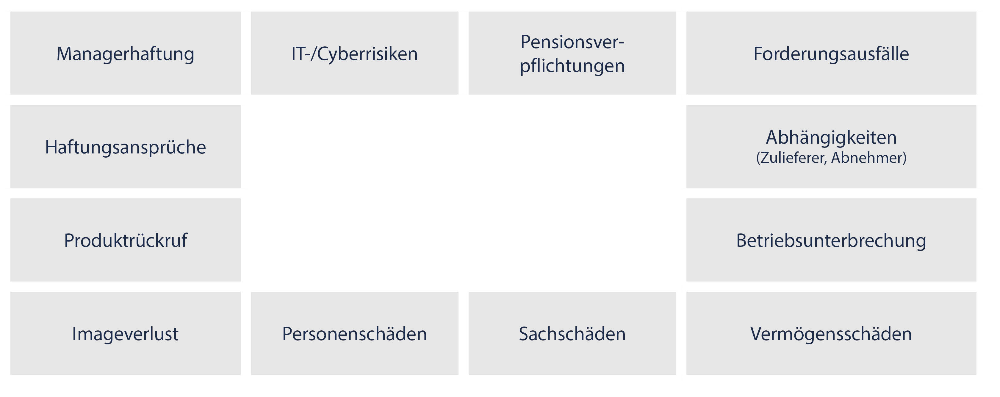 Managerhaftung
IT-/Cyberrisiken
Pensionsver-
pflichtungen
Forderungsausfälle
Haftungsansprüche
Abhängigkeiten
(Zulieferer, Abnehmer)
Produktrückruf
Betriebsunterbrechung
Imageverlust
Personenschäden
Sachschäden
Vermögensschäden